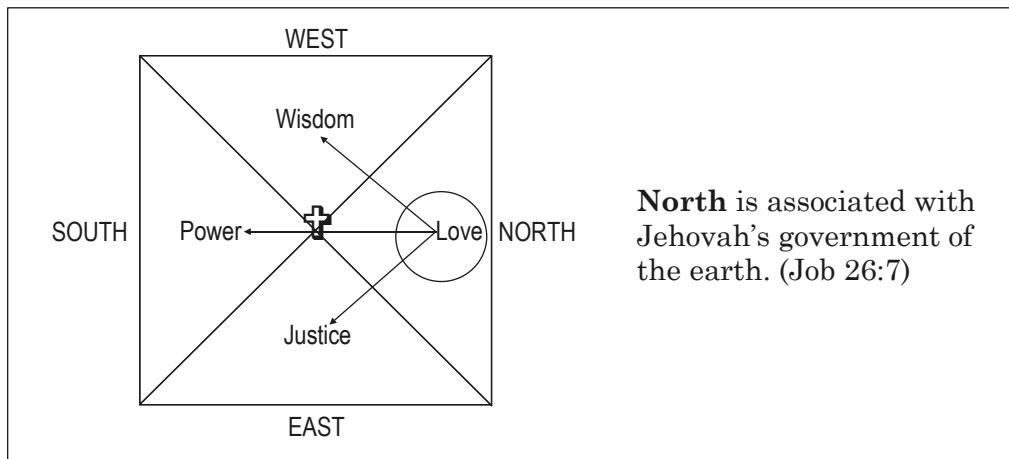 WEST
Wisdom
SOUTH
Power
Love
NORTH
Justice
EAST
North is associated with
Jehovah’s government of
the earth. (Job 26:7)